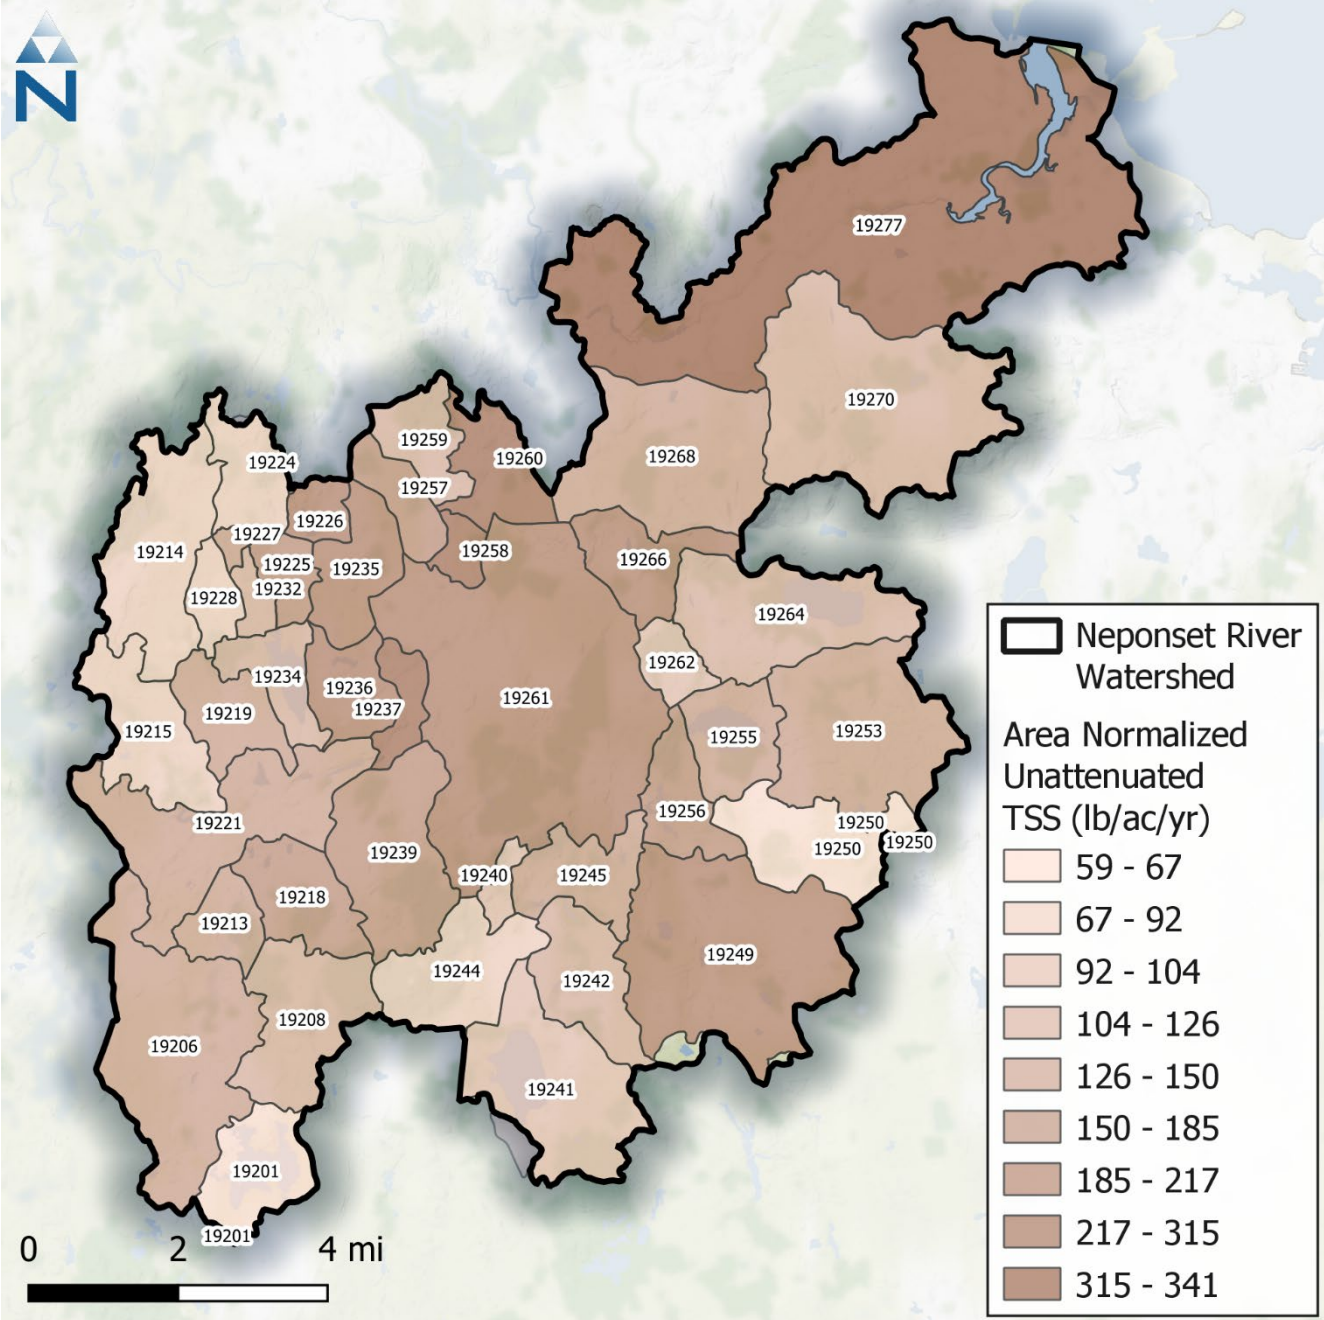 N
19277
19270
19268
19259
19260
19257
19224
19226
19227
19258
19214
19225
19235
19266
19228
19232
19264
19262
19234
19236
19261
19237
19219
19215
19255
19253
19256
19221
19250
19250
19250
19239
19240
19245
19218
19213
19249
19244
19242
19208
19206
19241
19201
19201
0 2 4 mi
Neponset River
Watershed
Area Normalized
Unattenuated
TSS (lb/ac/yr)
59 - 67
67 - 92
92 - 104
104 - 126
126 - 150
150 - 185
185 - 217
217 - 315
315 - 341